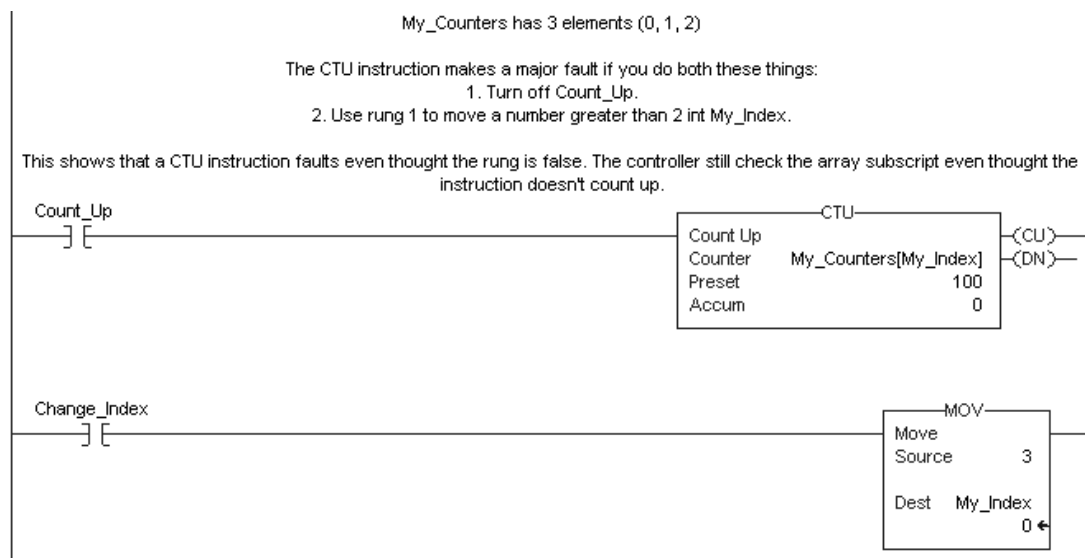 My_Counters has 3 elements (0, 1, 2)
The CTU instruction makes a major fault if you do both these things:
1. Turn off Count_Up.
2. Use rung 1 to move a number greater than 2 int My_Index.
This shows that a CTU instruction faults even thought the rung is false. The controller still check the array subscript even thought the
instruction doesn't count up.
Count_Up
CTU
Count Up
Counter My_Counters[My_Index]
Preset 100
Accum 0
CU
DN
Change_Index
MOV
Move
Source 3
Dest My_Index
0